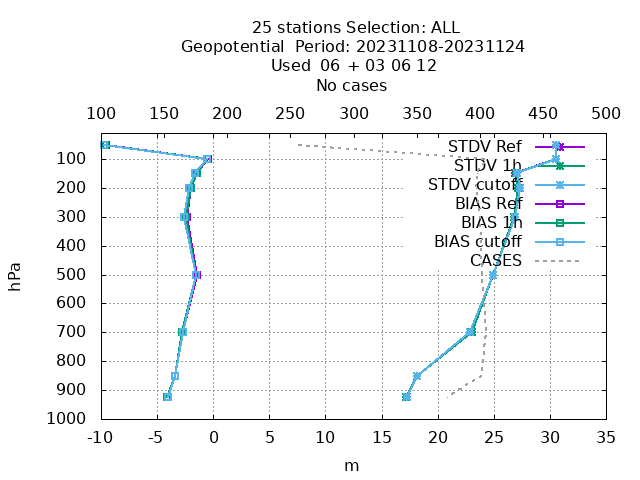 25 stations Selection: ALL
Geopotential  Period: 20231108-20231124
Used  06 + 03 06 12
No cases
100 150 200 250 300 350 400 450 500
STDV Ref
STDV 1h
STDV cutoff
BIAS Ref
BIAS 1h
BIAS cutoff
CASES
100
200
300
400
500
600
700
800
900
1000
hPa
-10 -5 0 5 10 15 20 25 30 35
m